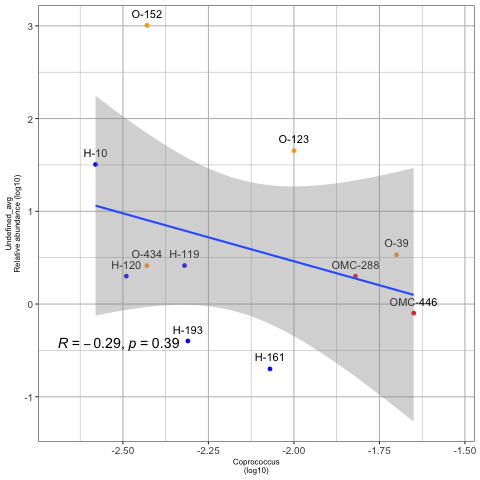 O-152
3
2
O-123
H-10
1
O-39
O-434 H-119
H-120
OMC-288
0
OMC-446
H-193
R = −0.29, p = 0.39
H-161
-1
-2.50 -2.25 -2.00 -1.75 -1.50
Coprococcus
(log10)
Undefined_avg
Relative abundance (log10)